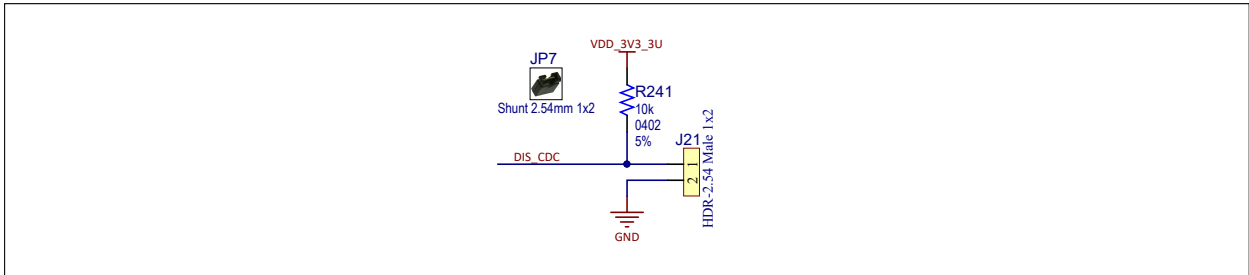 VDD_3V3_3U
JP7
Shunt 2.54mm 1x2
R241
10k
0402
5%
J21
DIS_CDC
1
2
HDR-2.54 Male 1x2
GND